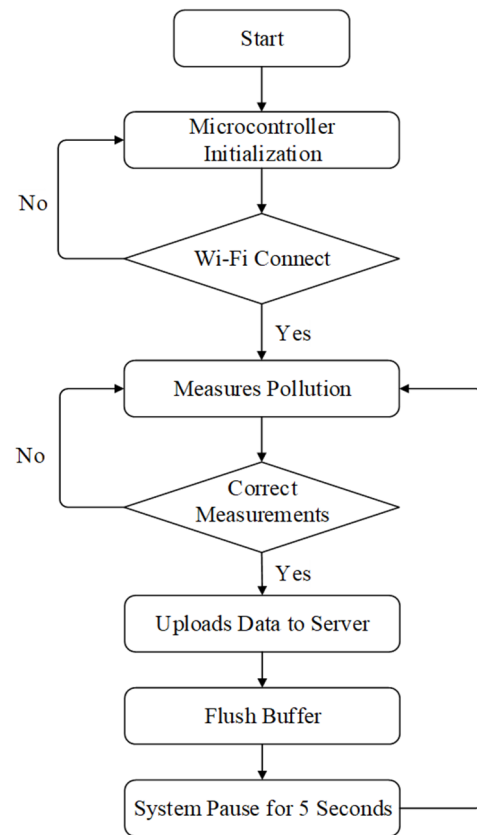 Start
Microcontroller
Initialization
No
Wi-Fi Connect
Yes
Measures Pollution
No
Correct
Measurements
Yes
Uploads Data to Server
Flush Buffer
System Pause for 5 Seconds